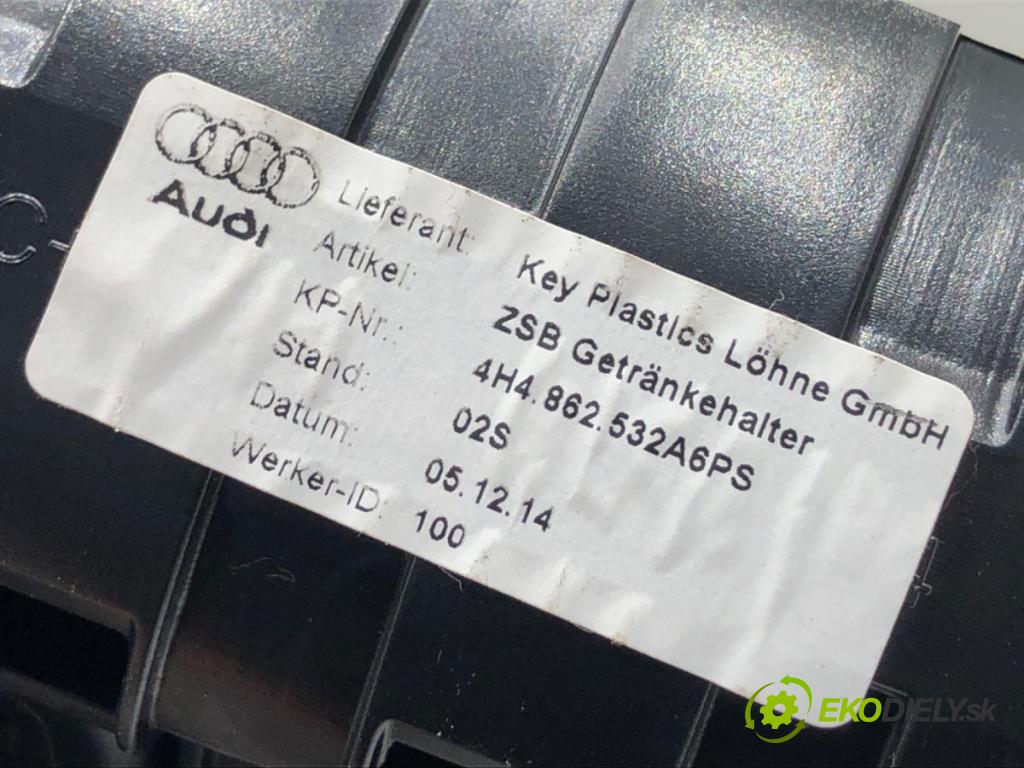 Audi
Lieferant: Key Plastics Löhne GmbH
Artikel: ZSB Getränkehalter
KP-Nr.: 4H4.862.532A6PS
Stand: 02S
Datum: 05.12.14
Werker-ID: 100
EKODIELY.sk